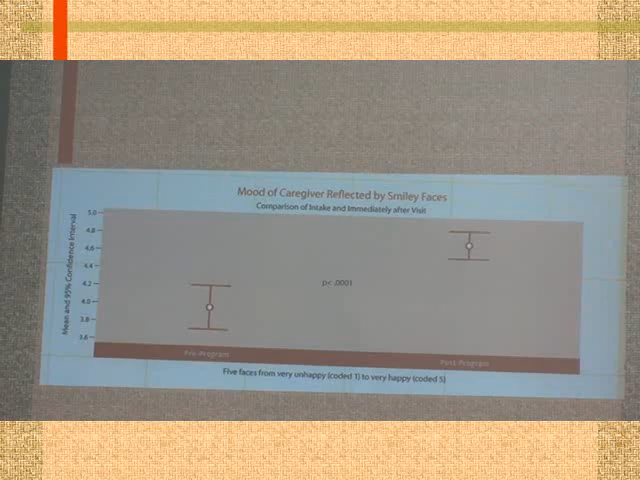 Mood of Caregiver Reflected by Smiley Faces
Comparison of Intake and Immediately after Visit
Mean and 95% Confidence Interval
5.0
4.8
4.6
4.4
4.2
4.0
3.8
3.6
p< .0001
Pre-Program
Post-Program
Five faces from very unhappy (coded 1) to very happy (coded 5)